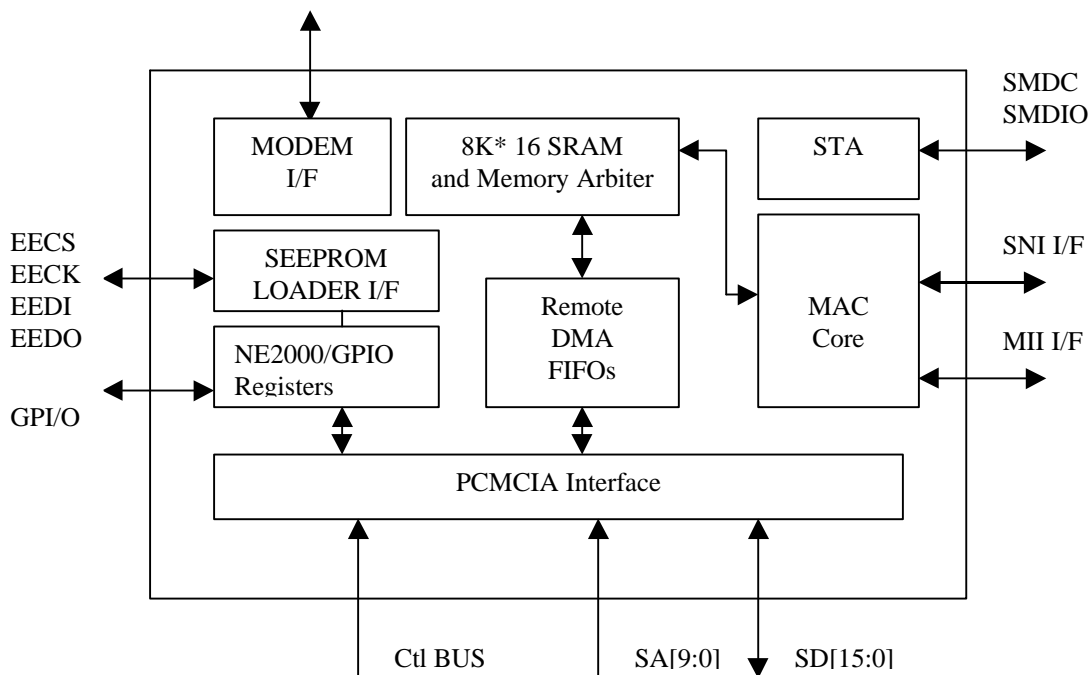 SMDC
SMDIO
MODEM
I/F
8K* 16 SRAM
and Memory Arbiter
STA
EECS
EECK
EEDI
EEDO
SEEPROM
LOADER I/F
SNI I/F
Remote
DMA
FIFOs
MAC
Core
NE2000/GPIO
Registers
MII I/F
GPI/O
PCMCIA Interface
Ctl BUS
SA[9:0]
SD[15:0]